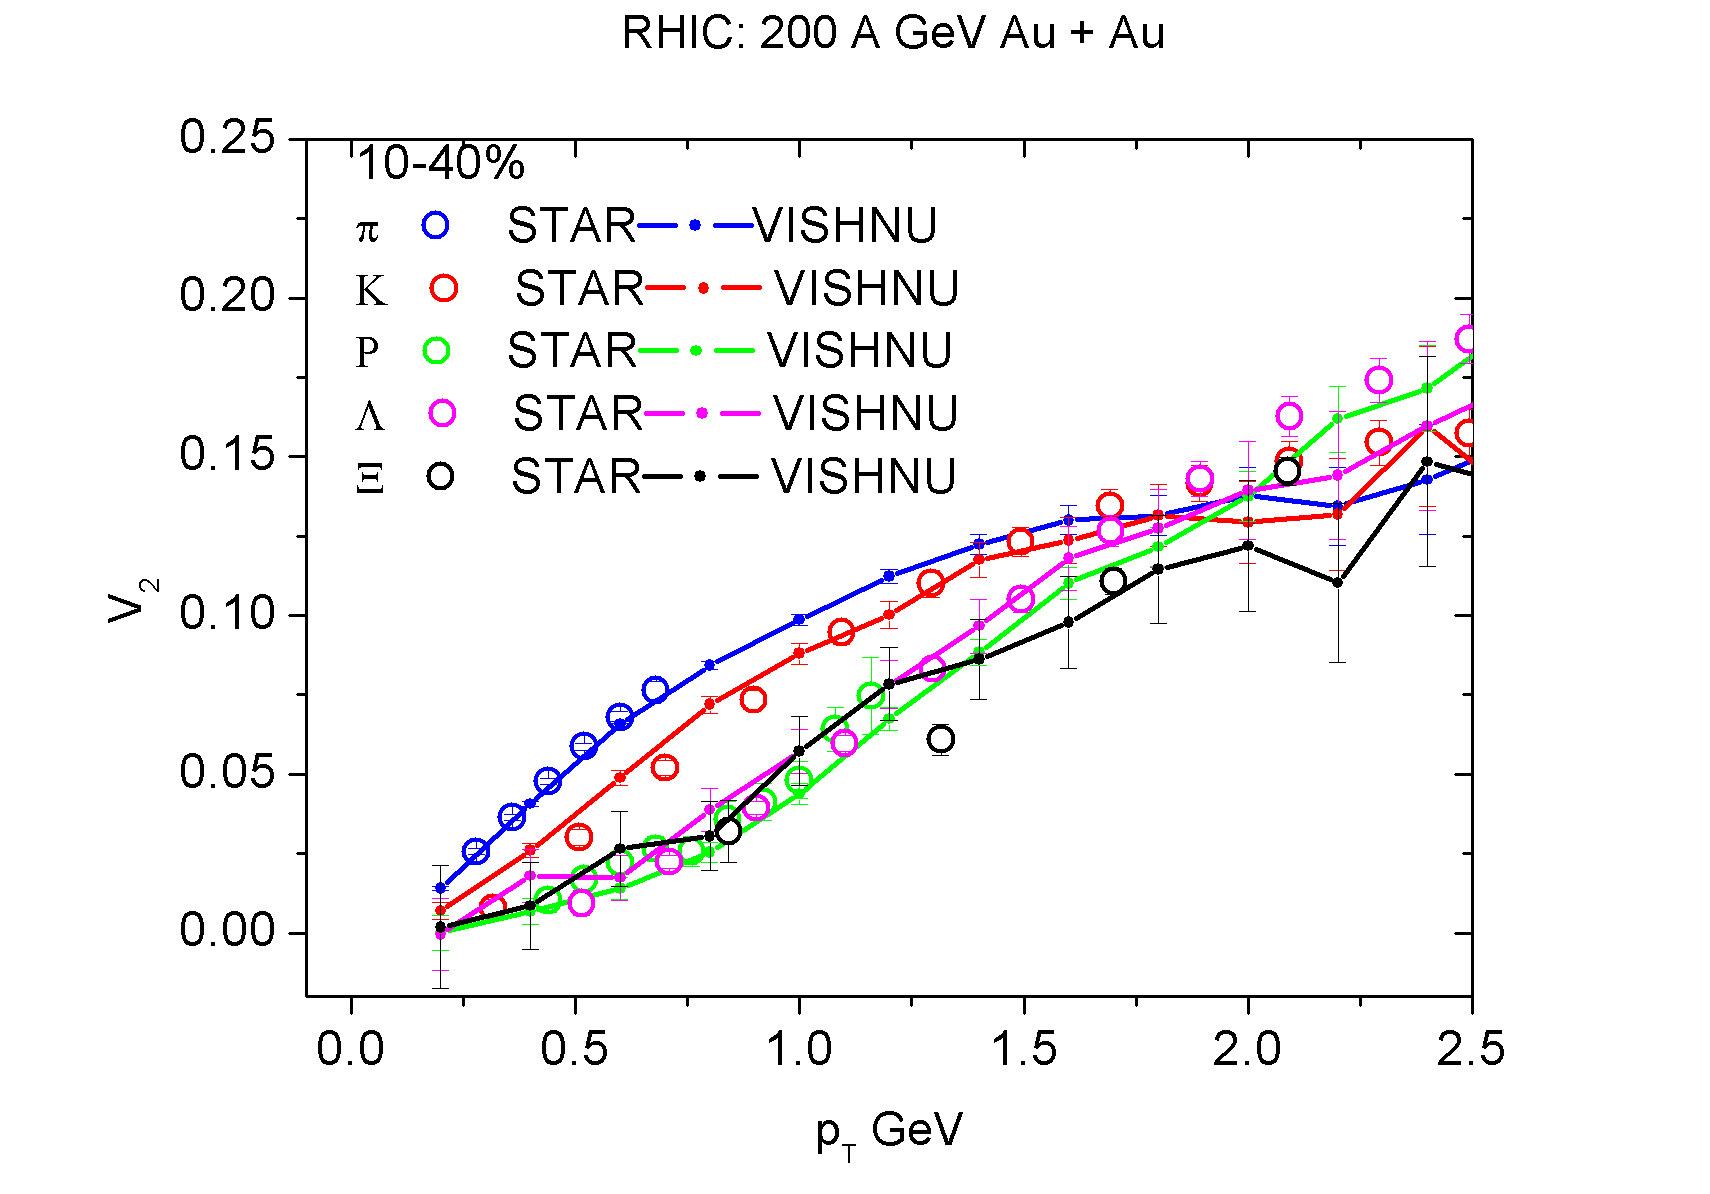 RHIC: 200 A GeV Au + Au
0.25
10-40%
π STAR VISHNU
0.20
K STAR VISHNU
P STAR VISHNU
Λ STAR VISHNU
0.15
Ξ STAR VISHNU
V2
0.10
0.05
0.00
0.0 0.5 1.0 1.5 2.0 2.5
pT GeV